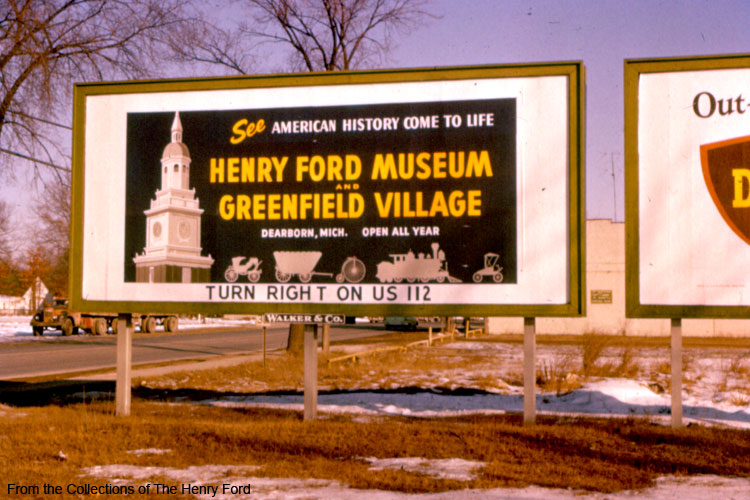 See AMERICAN HISTORY COME TO LIFE
HENRY FORD MUSEUM
AND
GREENFIELD VILLAGE
DEARBORN, MICH. OPEN ALL YEAR
TURN RIGHT ON US 112
WALKER & CO.
Out-
D
From the Collections of The Henry Ford